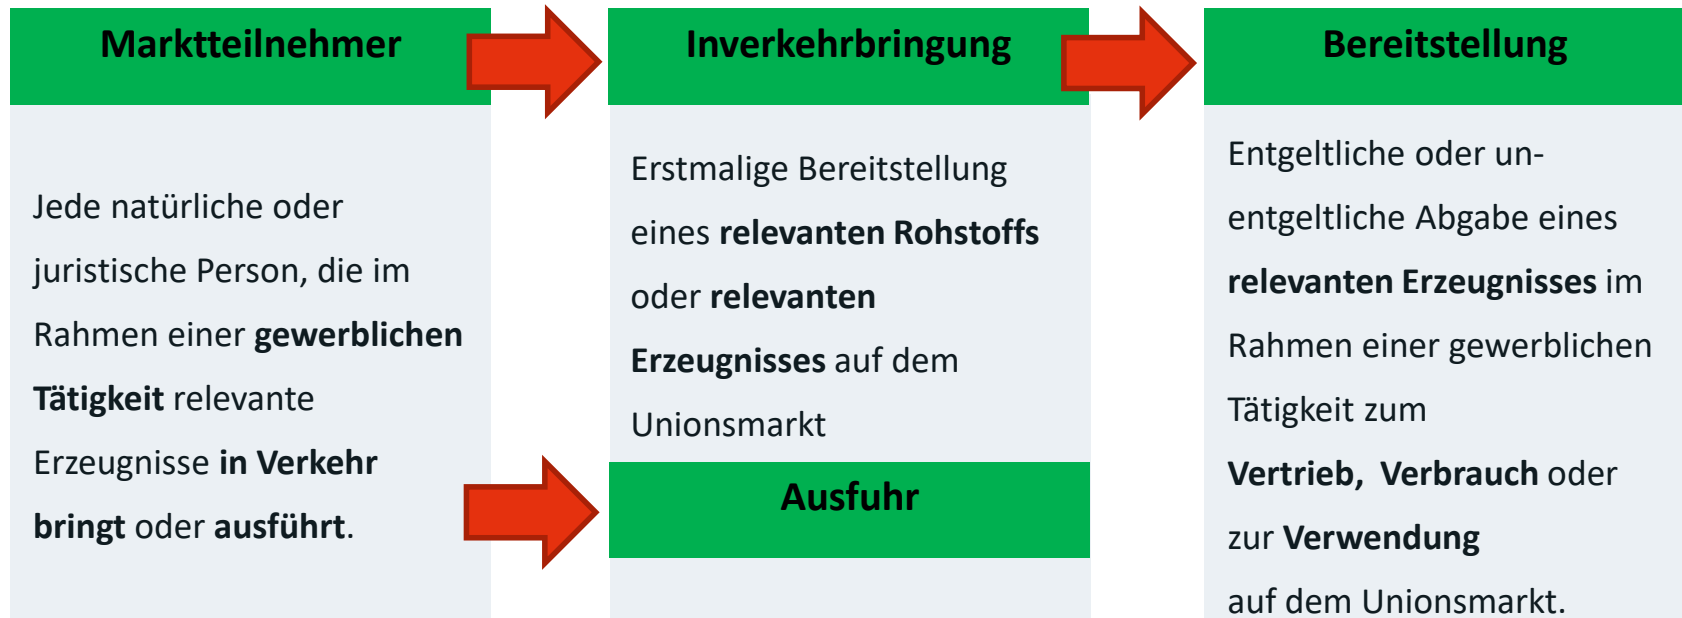 Marktteilnehmer
Jede natürliche oder
juristische Person, die im
Rahmen einer gewerblichen
Tätigkeit relevante
Erzeugnisse in Verkehr
bringt oder ausführt.
Inverkehrbringung
Erstmalige Bereitstellung
eines relevanten Rohstoffs
oder relevanten
Erzeugnisses auf dem
Unionsmarkt
Ausfuhr
Bereitstellung
Entgeltliche oder un-
entgeltliche Abgabe eines
relevanten Erzeugnisses im
Rahmen einer gewerblichen
Tätigkeit zum
Vertrieb, Verbrauch oder
zur Verwendung
auf dem Unionsmarkt.